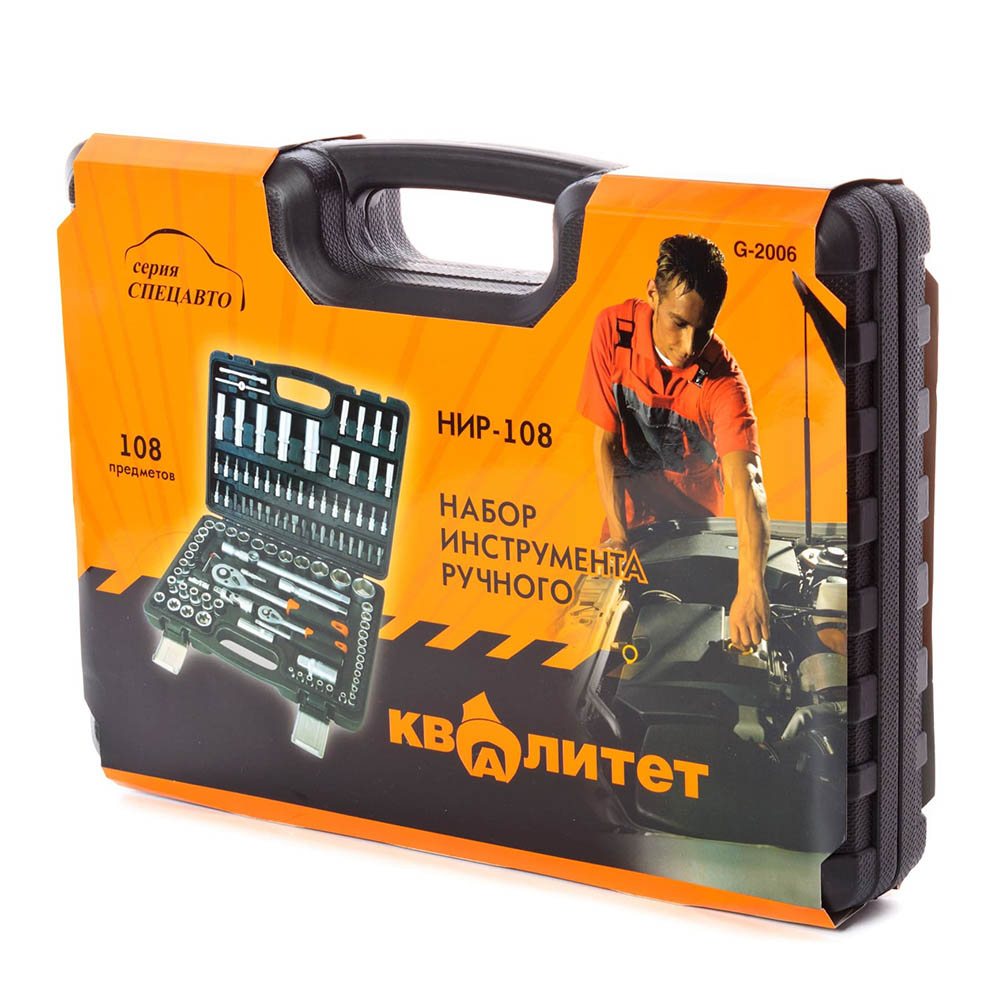 серия
СПЕЦАВТО
G-2006
108
предметов
НИР-108
НАБОР
ИНСТРУМЕНТА
РУЧНОГО
КВАЛИТЕТ